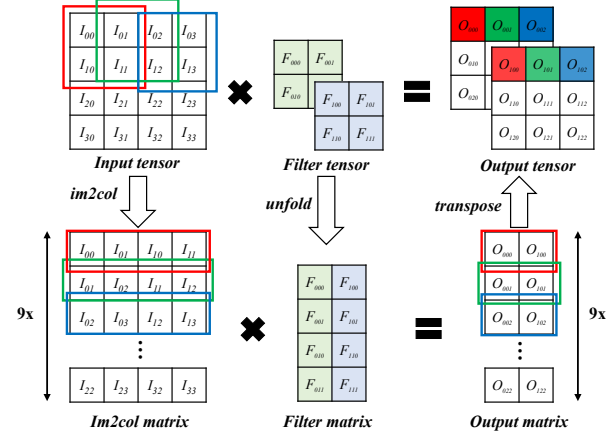 I00 I01 I02 I03
I10 I11 I12 I13
I20 I21 I22 I23
I30 I31 I32 I33
Input tensor
F000 F001
F010
F100 F101
F110 F111
Filter tensor
O000 O001 O002
O010
O020
O100 O101 O102
O110 O111 O112
O120 O121 O122
Output tensor
im2col
unfold
transpose
9x
I00 I01 I10 I11
I01 I02 I11 I12
I02 I03 I12 I13
I22 I23 I32 I33
Im2col matrix
F000 F100
F001 F101
F010 F110
F011 F111
Filter matrix
O000 O100
O001 O101
O002 O102
O022 O122
Output matrix
9x